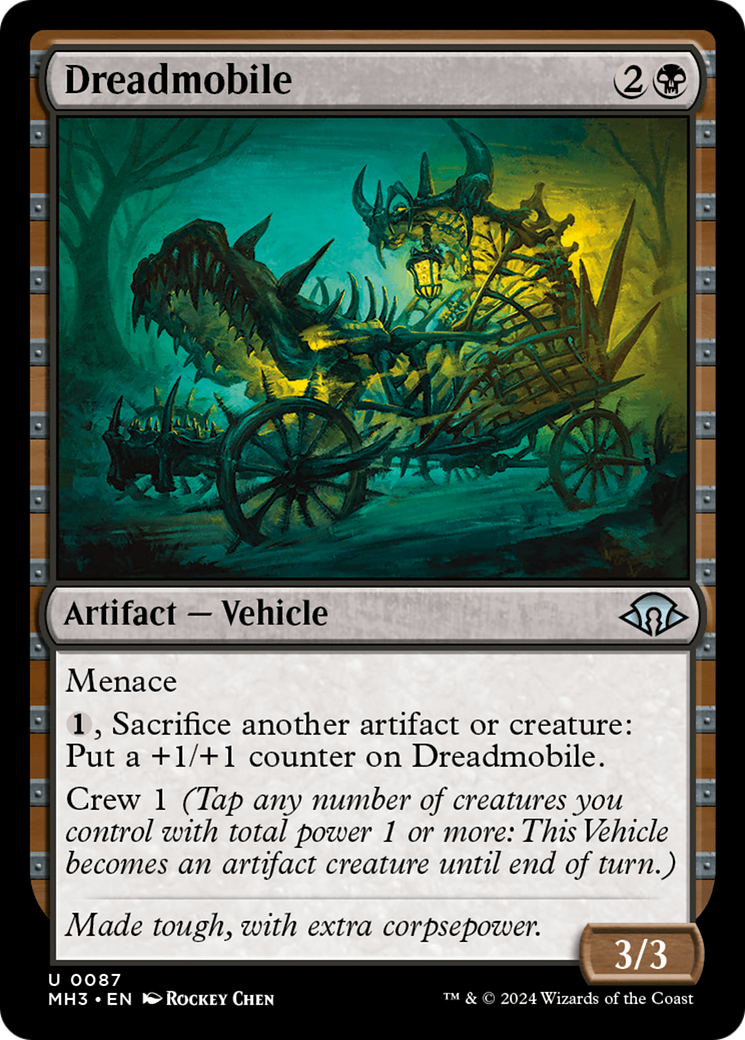 Dreadmobile 2
Artifact — Vehicle
Menace
1, Sacrifice another artifact or creature:
Put a +1/+1 counter on Dreadmobile.
Crew 1 (Tap any number of creatures you
control with total power 1 or more: This Vehicle
becomes an artifact creature until end of turn.)
Made tough, with extra corpsepower.
3/3
U 0087
MH3 • EN Rockey Chen
™ & © 2024 Wizards of the Coast